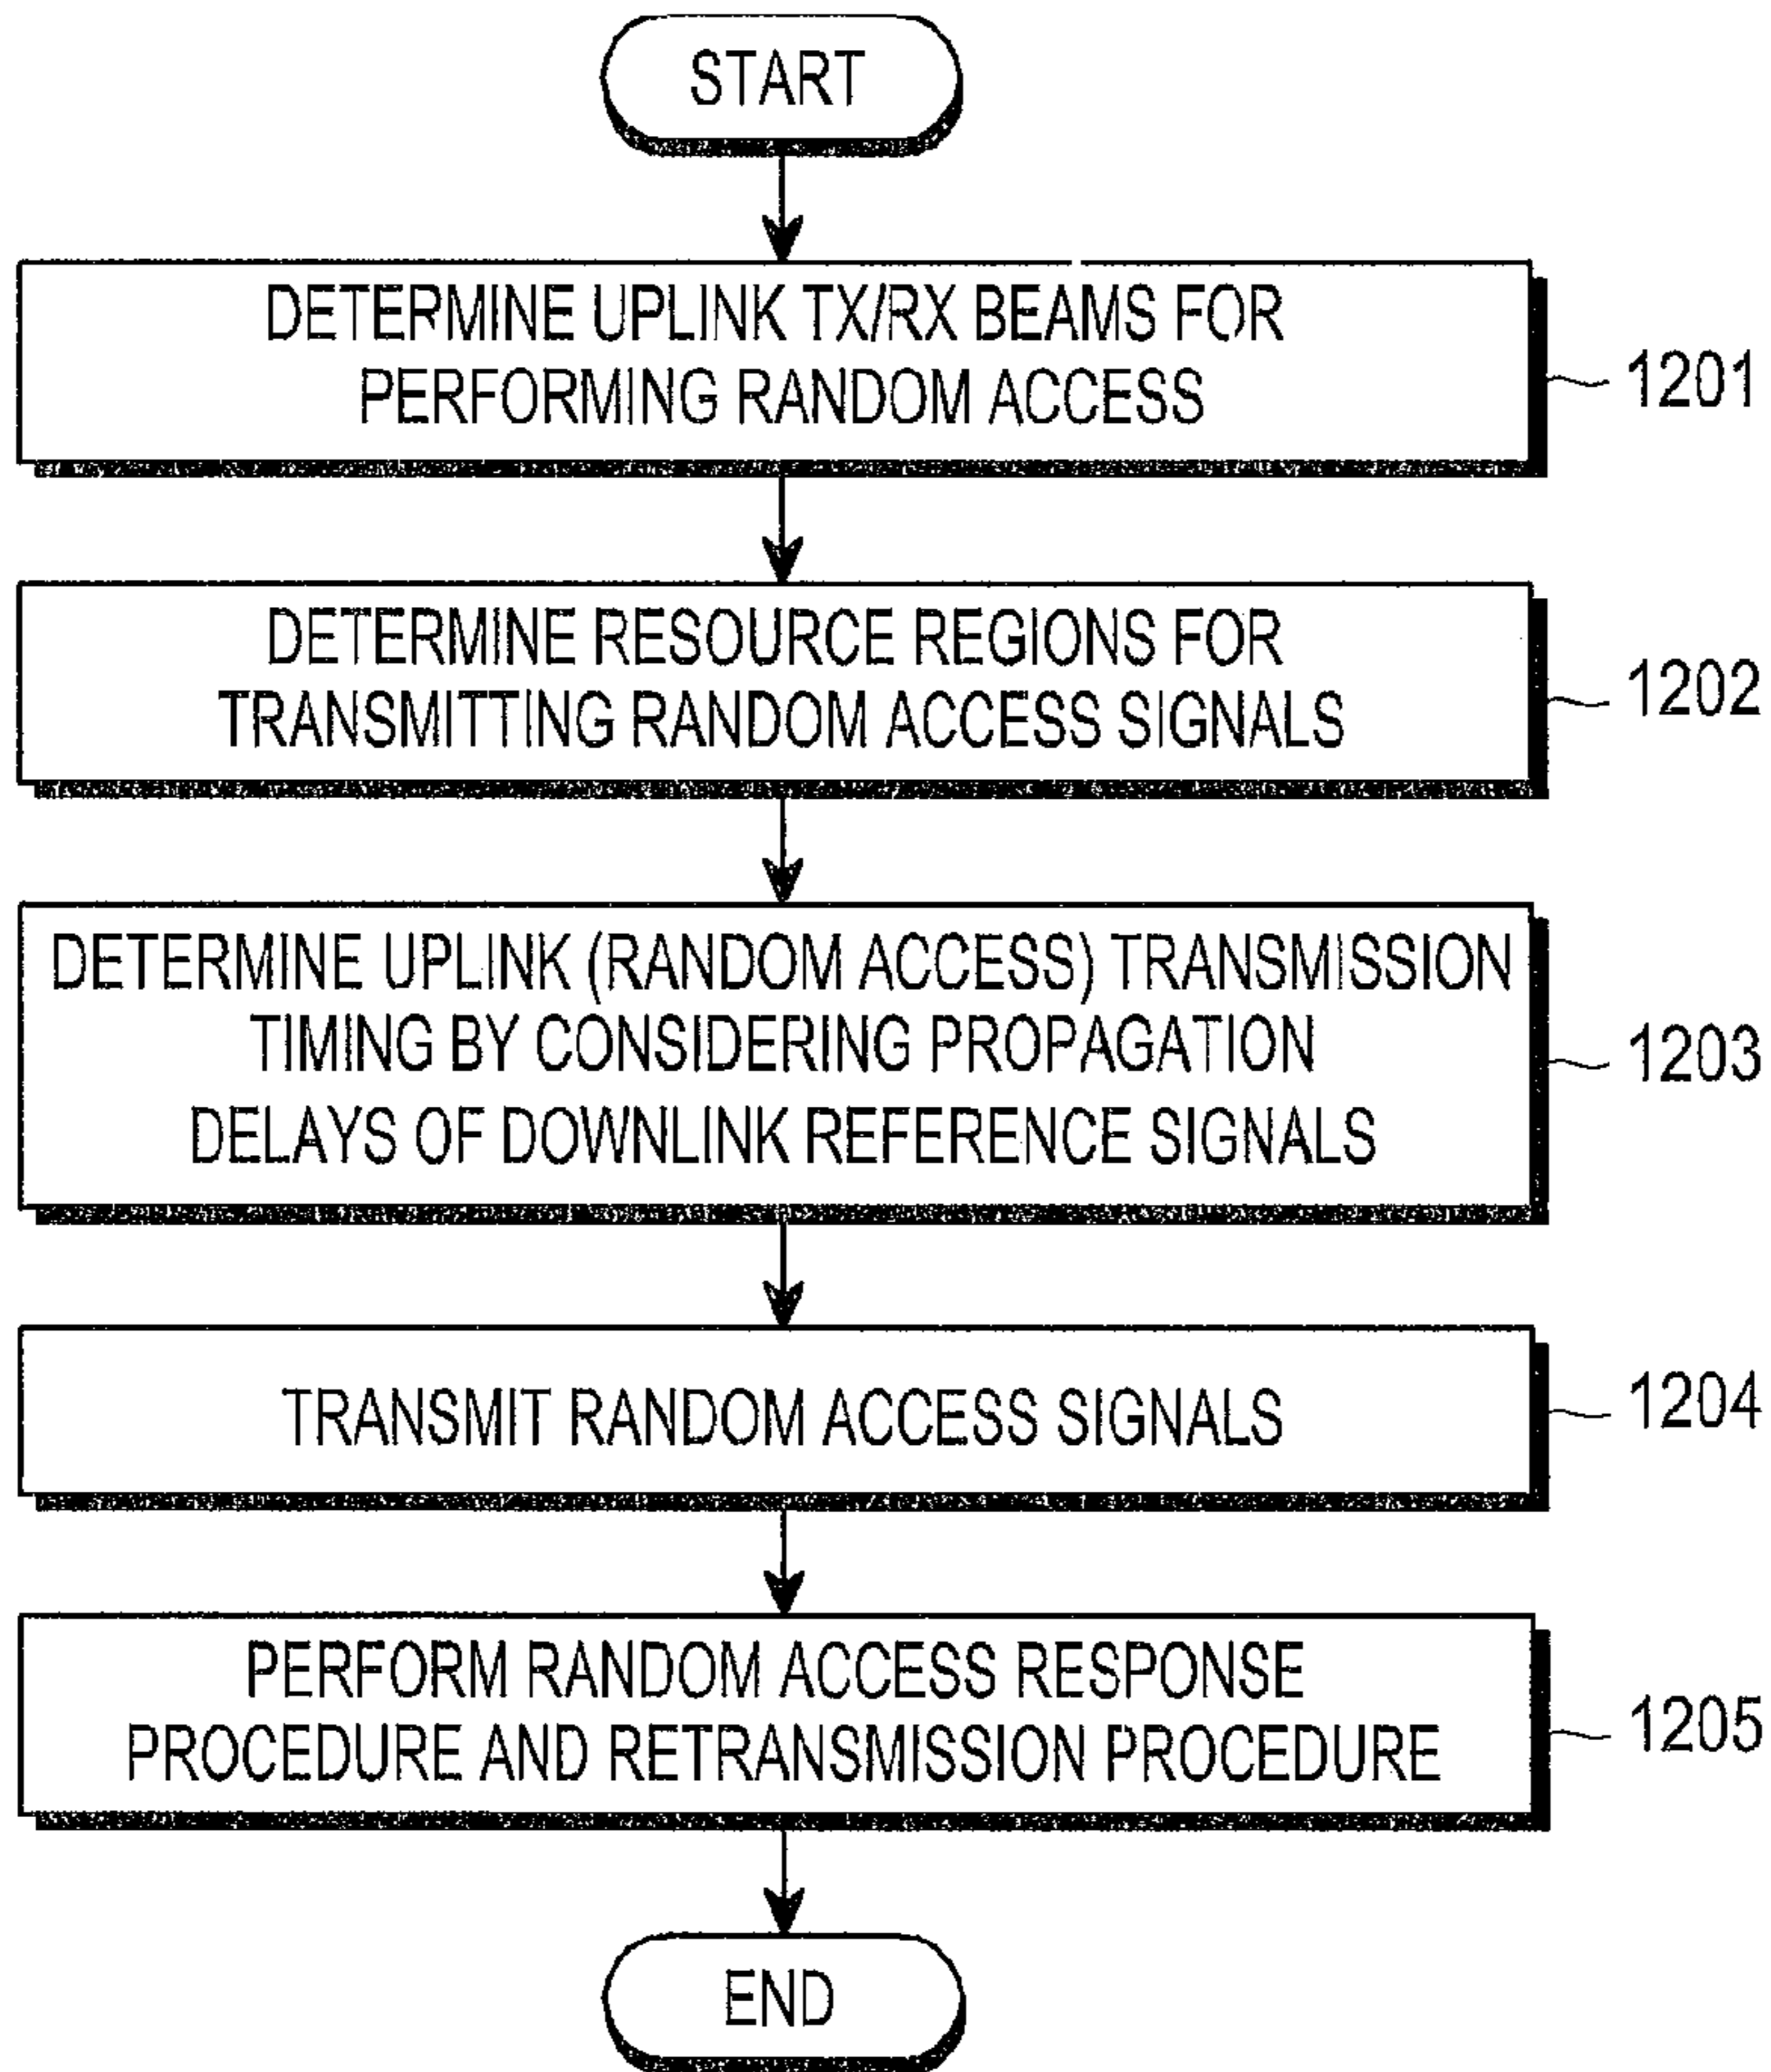 START
DETERMINE UPLINK TX/RX BEAMS FOR
PERFORMING RANDOM ACCESS
1201
DETERMINE RESOURCE REGIONS FOR
TRANSMITTING RANDOM ACCESS SIGNALS
1202
DETERMINE UPLINK (RANDOM ACCESS) TRANSMISSION
TIMING BY CONSIDERING PROPAGATION
DELAYS OF DOWNLINK REFERENCE SIGNALS
1203
TRANSMIT RANDOM ACCESS SIGNALS
1204
PERFORM RANDOM ACCESS RESPONSE
PROCEDURE AND RETRANSMISSION PROCEDURE
1205
END